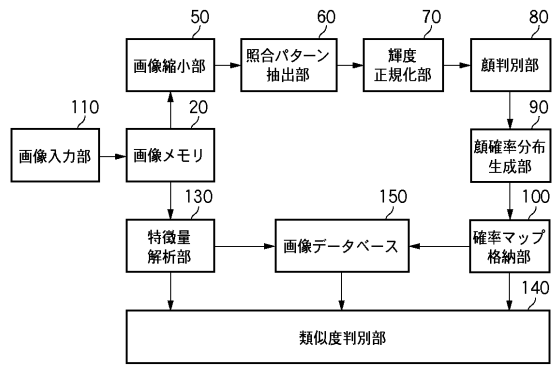 50
60
70
80
画像縮小部
照合パターン
抽出部
輝度
正規化部
顔判別部
110
20
90
画像入力部
画像メモリ
顔確率分布
生成部
130
150
100
特徴量
解析部
画像データベース
確率マップ
格納部
140
類似度判別部